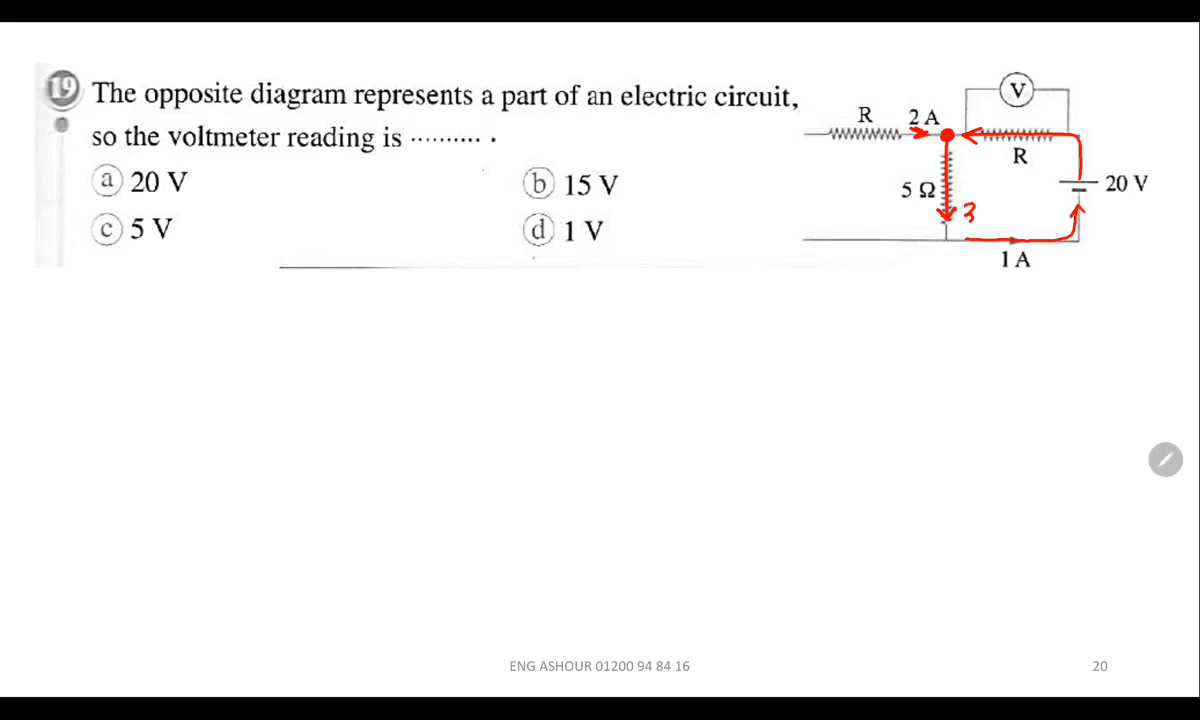 19 The opposite diagram represents a part of an electric circuit,
so the voltmeter reading is .......... .
a 20 V
b 15 V
c 5 V
d 1 V
V
R
2 A
R
5 Ω
3
20 V
1 A
ENG ASHOUR 01200 94 84 16
20